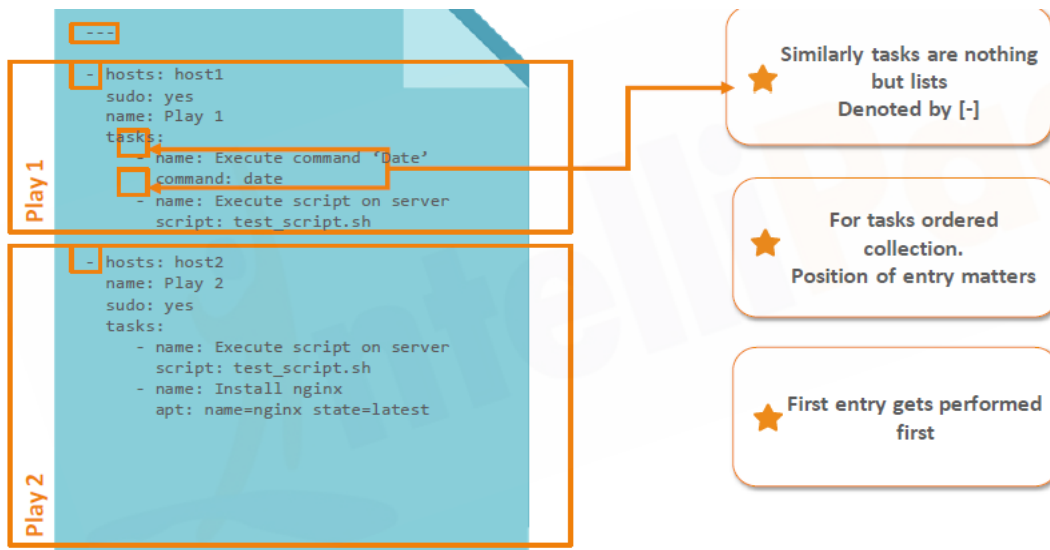 ---
- hosts: host1
sudo: yes
name: Play 1
tasks:
- name: Execute command ‘Date’
command: date
- name: Execute script on server
script: test_script.sh
Play 1
- hosts: host2
name: Play 2
sudo: yes
tasks:
- name: Execute script on server
script: test_script.sh
- name: Install nginx
apt: name=nginx state=latest
Play 2
Similarly tasks are nothing
but lists
Denoted by [-]
For tasks ordered
collection.
Position of entry matters
First entry gets performed
first